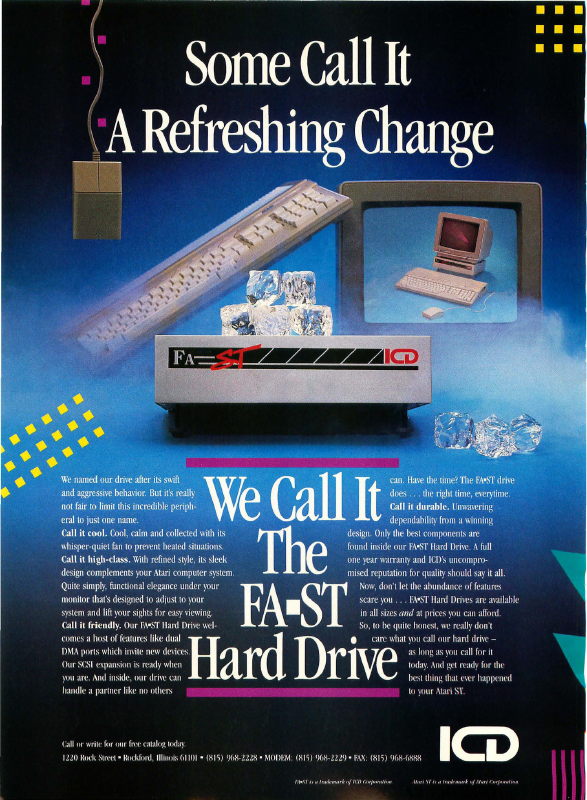 Some Call It
A Refreshing Change
FA-ST ICD
We Call It
The
FA▪ST
Hard Drive
We named our drive after its swift
and aggressive behavior. But it's really
not fair to limit this incredible periph-
eral to just one name.
Call it cool. Cool, calm and collected with its
whisper-quiet fan to prevent heated situations.
Call it high-class. With refined style, its sleek
design complements your Atari computer system.
Quite simply, functional elegance under your
monitor that's designed to adjust to your
system and lift your sights for easy viewing.
Call it friendly. Our FA▪ST Hard Drive wel-
comes a host of features like dual
DMA ports which invite new devices.
Our SCSI expansion is ready when
you are. And inside, our drive can
handle a partner like no others
can. Have the time? The FA▪ST drive
does . . . the right time, everytime.
Call it durable. Unwavering
dependability from a winning
design. Only the best components are
found inside our FA▪ST Hard Drive. A full
one year warranty and ICD's uncompro-
mised reputation for quality should say it all.
Now, don't let the abundance of features
scare you . . . FA▪ST Hard Drives are available
in all sizes and at prices you can afford.
So, to be quite honest, we really don't
care what you call our hard drive –
as long as you call for it
today. And get ready for the
best thing that ever happened
to your Atari ST.
Call or write for our free catalog today.
1220 Rock Street • Rockford, Illinois 61101 • (815) 968-2228 • MODEM: (815) 968-2229 • FAX: (815) 968-6888
ICD
FA▪ST is a trademark of ICD Corporation. Atari ST is a trademark of Atari Corporation